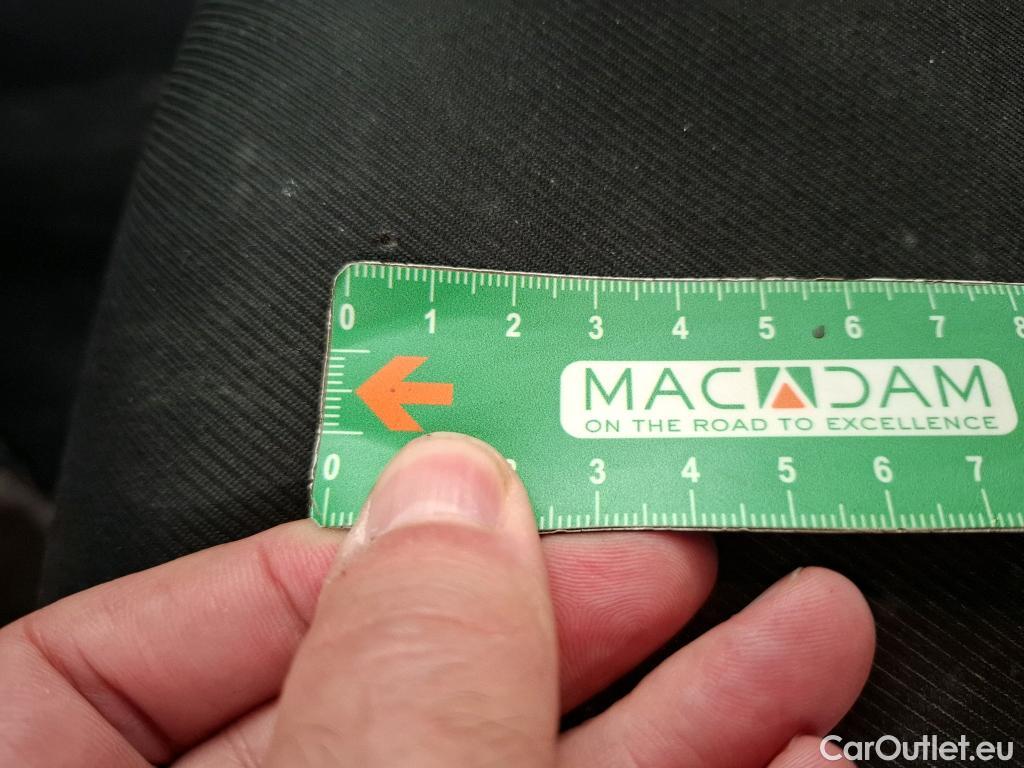 0 1 2 3 4 5 6 7 8
MACADAM
ON THE ROAD TO EXCELLENCE
0 3 4 5 6 7
CarOutlet.eu